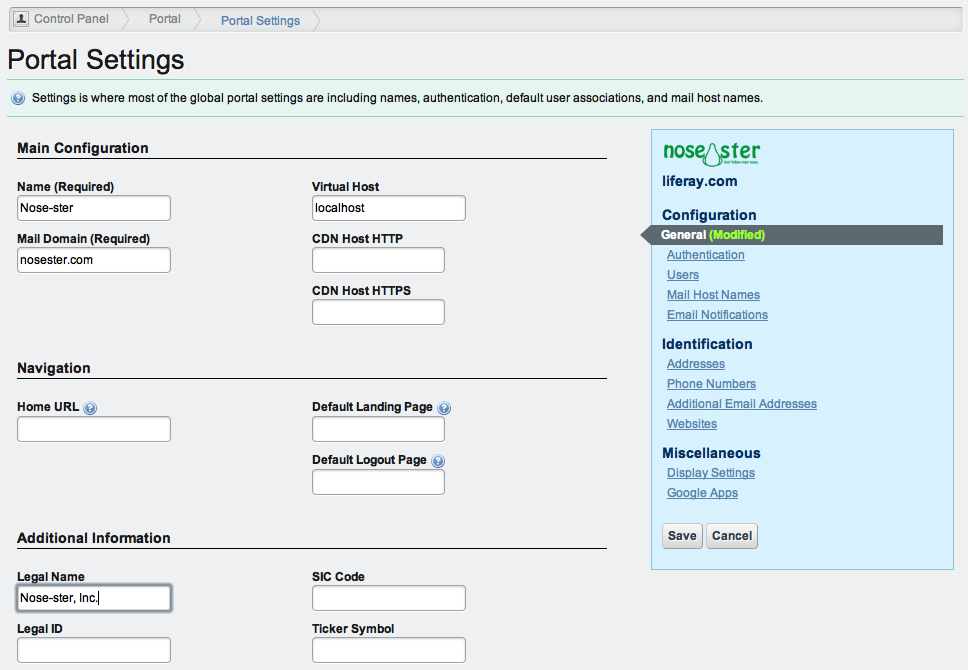 Control Panel Portal Portal Settings
Portal Settings
Settings is where most of the global portal settings are including names, authentication, default user associations, and mail host names.
Main Configuration
Name (Required)
Nose-ster
Mail Domain (Required)
nosester.com
Virtual Host
localhost
CDN Host HTTP
CDN Host HTTPS
Navigation
Home URL
Default Landing Page
Default Logout Page
Additional Information
Legal Name
Nose-ster, Inc.
Legal ID
SIC Code
Ticker Symbol
nose ster
Just follow your nose.
liferay.com
Configuration
General (Modified)
Authentication
Users
Mail Host Names
Email Notifications
Identification
Addresses
Phone Numbers
Additional Email Addresses
Websites
Miscellaneous
Display Settings
Google Apps
Save Cancel